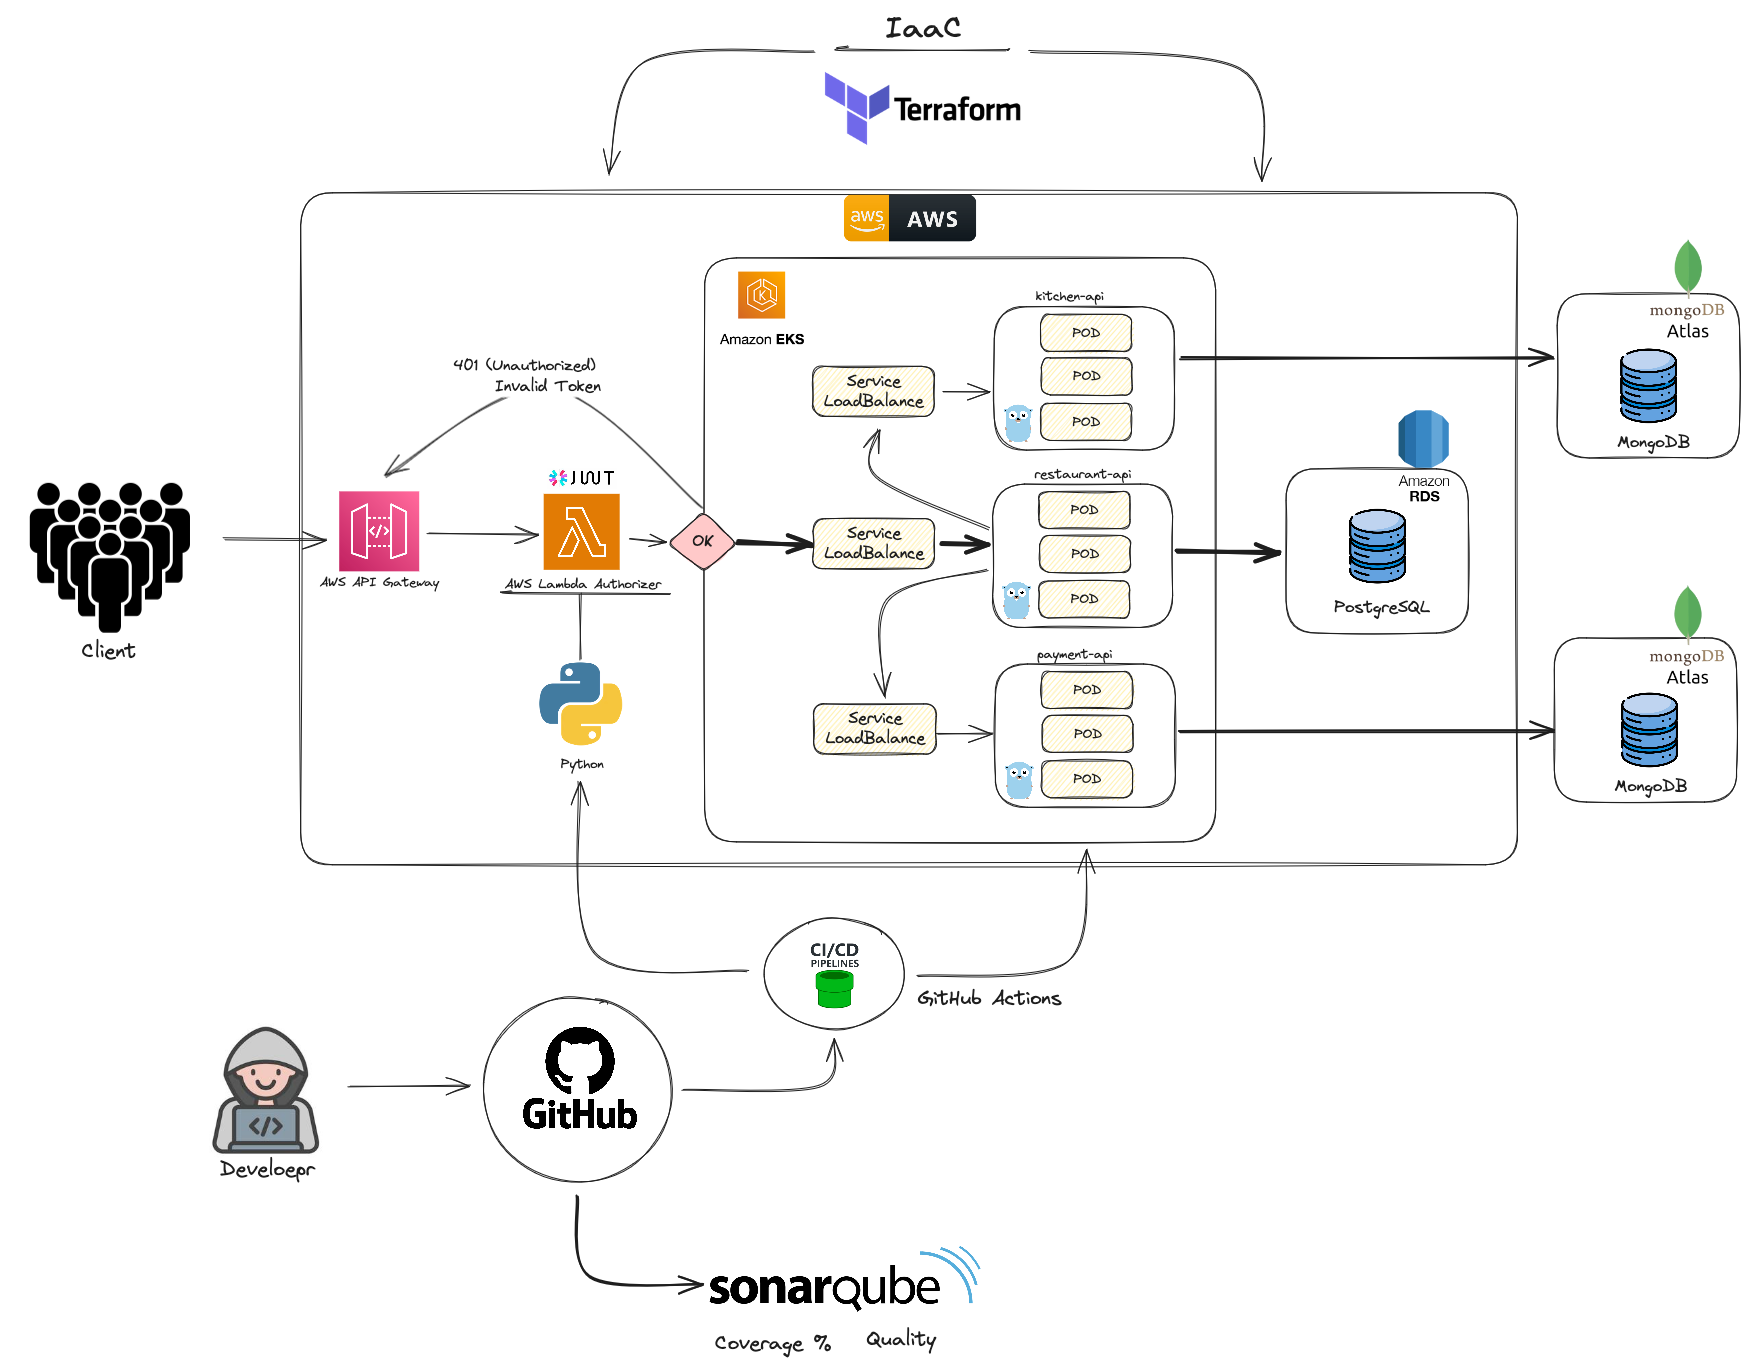 IaaC
Terraform
aws AWS
Amazon EKS
kitchen-api
POD
POD
POD
Service
LoadBalance
401 (Unauthorized)
Invalid Token
mongoDB
Atlas
MongoDB
JWT
restaurant-api
POD
POD
POD
Service
LoadBalance
OK
Amazon
RDS
PostgreSQL
AWS API Gateway
AWS Lambda Authorizer
Client
payment-api
POD
POD
POD
Service
LoadBalance
mongoDB
Atlas
MongoDB
Python
CI/CD
PIPELINES
GitHub Actions
GitHub
Develoepr
sonarqube
Coverage % Quality